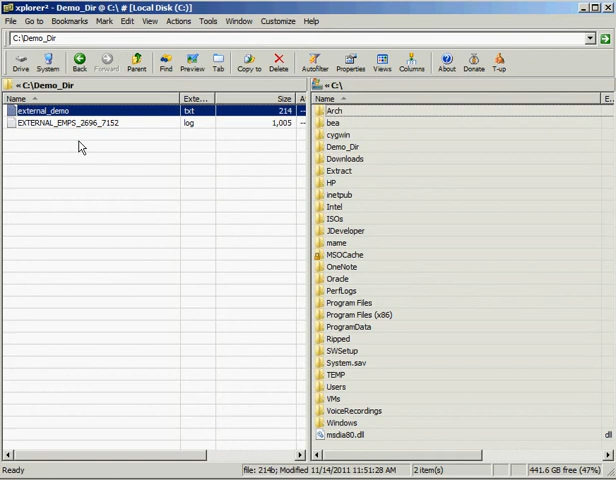 xplorer² - Demo_Dir @ C:\ # [Local Disk (C:)]
File Go to Bookmarks Mark Edit View Actions Tools Window Customize Help
C:\Demo_Dir
Drive System Back Forward Parent Find Preview Tab Copy to Delete Autofilter Properties Views Columns About Donate T-up
« C:\Demo_Dir
Name Exte... Size A
external_demo txt 214 --
EXTERNAL_EMPS_2696_7152 log 1,005 --
« C:\
Name E
Arch
bea
cygwin
Demo_Dir
Downloads
Extract
HP
inetpub
Intel
ISOs
JDeveloper
mame
MSOCache
OneNote
Oracle
PerfLogs
Program Files
Program Files (x86)
ProgramData
Ripped
SWSetup
System.sav
TEMP
Users
VMs
VoiceRecordings
Windows
msdia80.dll dll
Ready file: 214b; Modified 11/14/2011 11:51:28 AM 2 item(s) 441.6 GB free (47%)